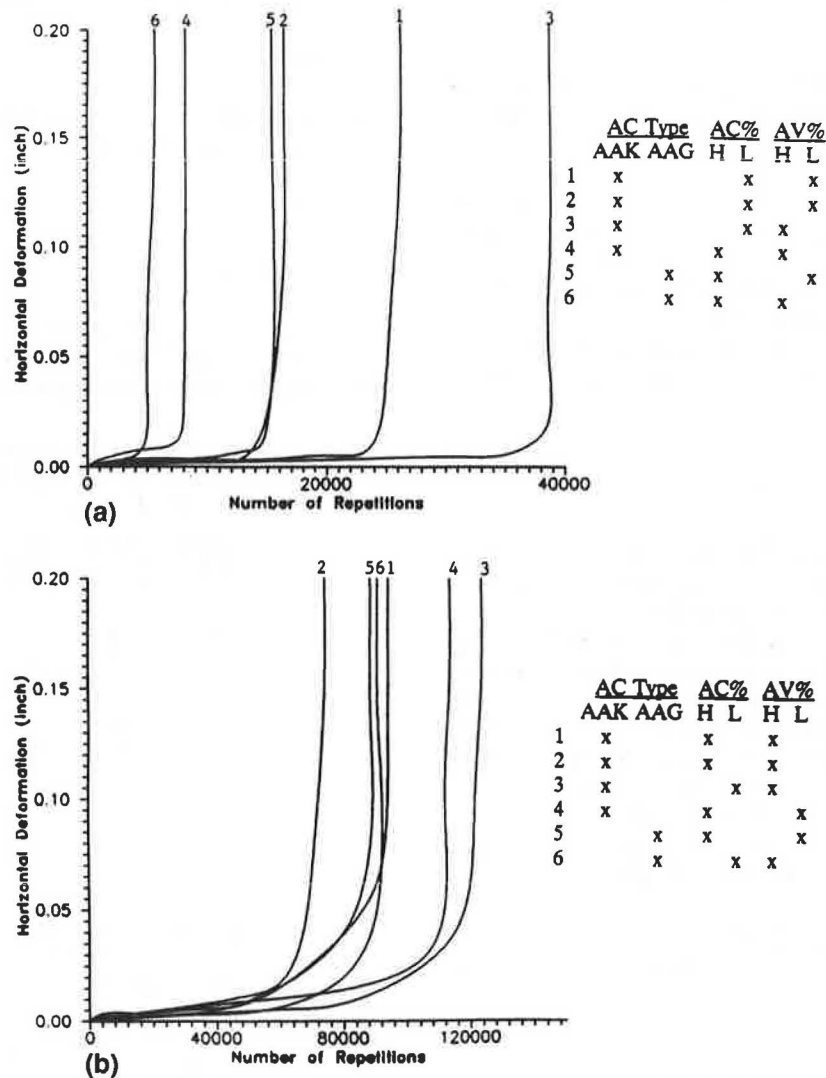 6 4 5 2 1 3
0.20
0.15
0.10
0.05
0.00
Horizontal Deformation (inch)
0 20000 40000
Number of Repetitions
(a)
AC Type AC% AV%
AAK AAG H L H L
1 x x x
2 x x x
3 x x x
4 x x x
5 x x x
6 x x x
2 5 6 1 4 3
0.20
0.15
0.10
0.05
0.00
Horizontal Deformation (inch)
0 40000 80000 120000
Number of Repetitions
(b)
AC Type AC% AV%
AAK AAG H L H L
1 x x x
2 x x x
3 x x x
4 x x x
5 x x x
6 x x x